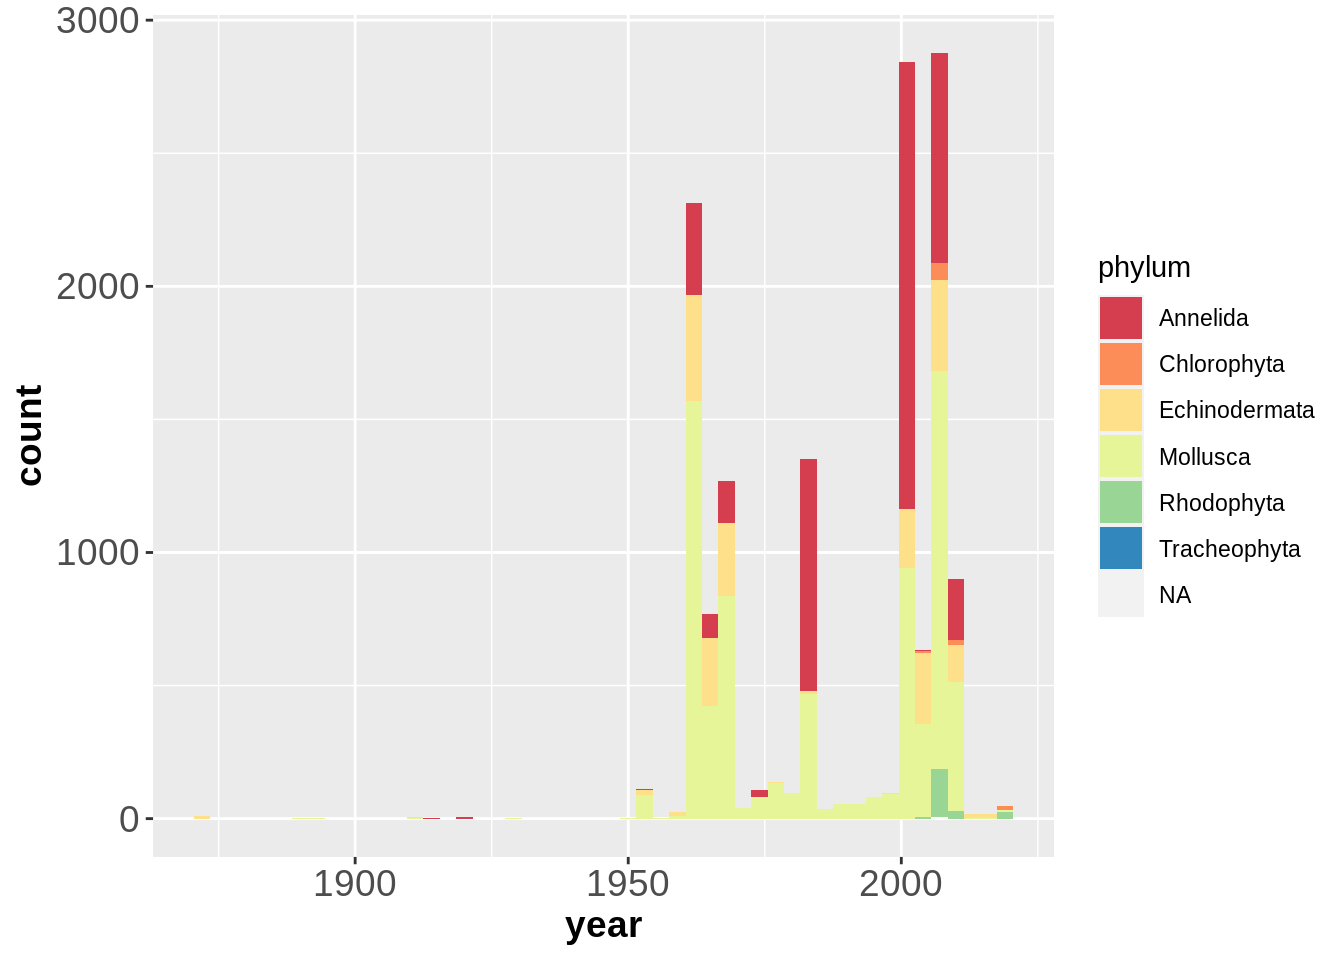 3000
2000
1000
0
count
1900 1950 2000
year
phylum
Annelida
Chlorophyta
Echinodermata
Mollusca
Rhodophyta
Tracheophyta
NA